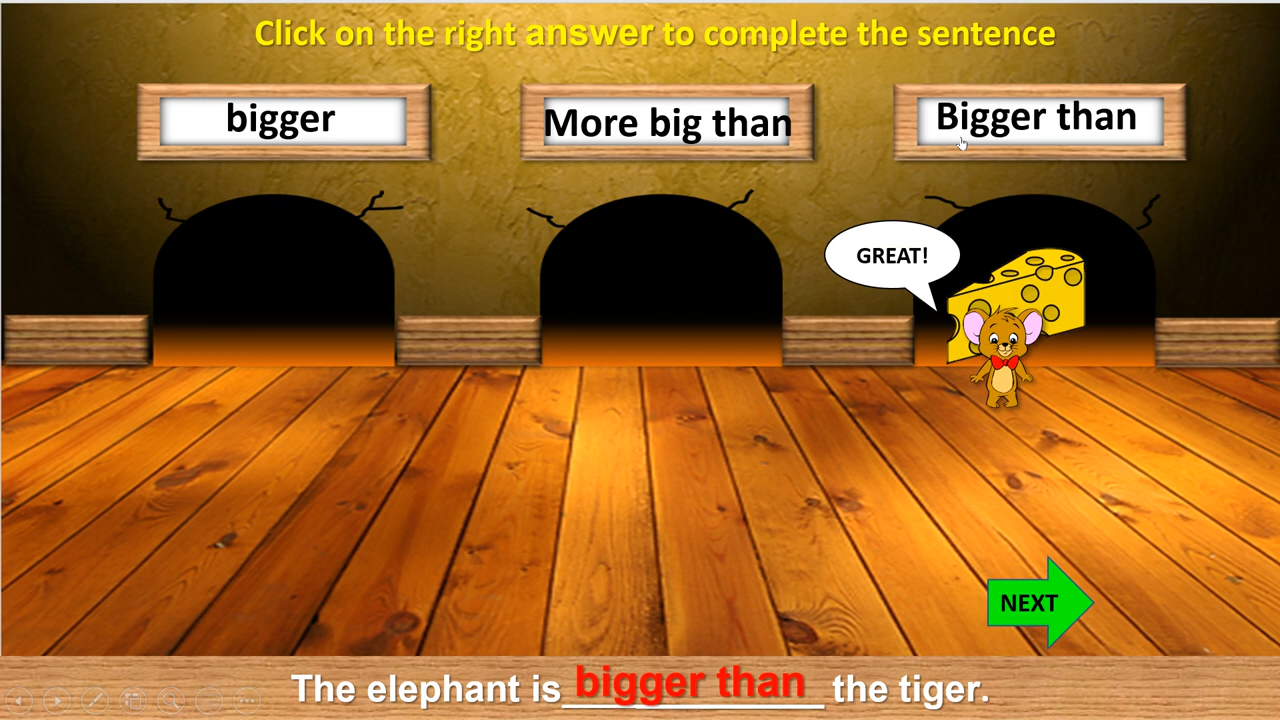 Click on the right answer to complete the sentence
bigger
More big than
Bigger than
GREAT!
NEXT
The elephant is bigger than the tiger.